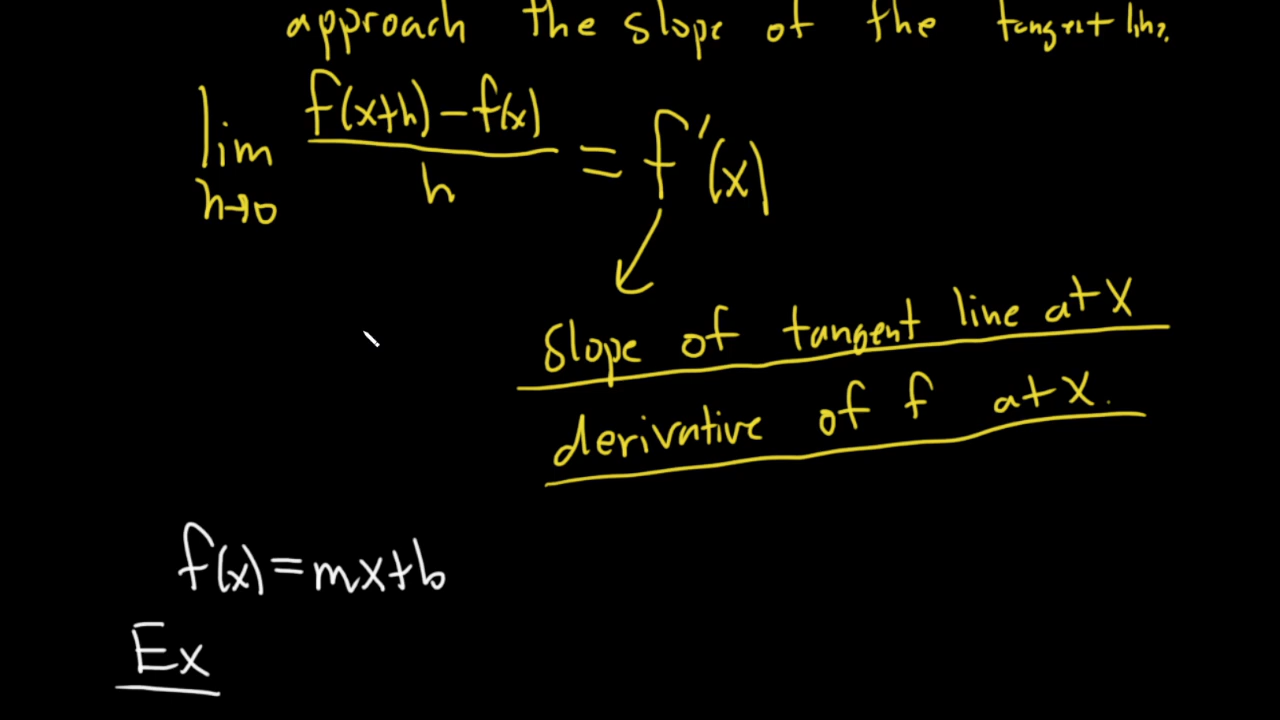 approach the slope of the tangent line.
lim h→0 f(x+h)-f(x) / h = f'(x)
slope of tangent line at x
derivative of f at x.
f(x)=mx+b
Ex